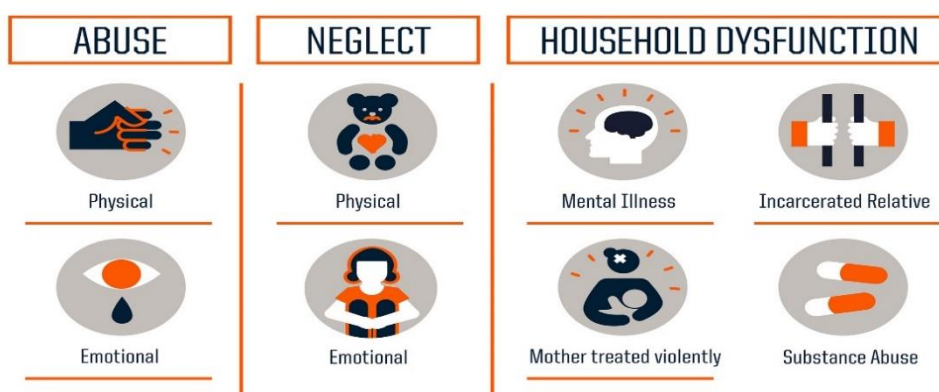 ABUSE
NEGLECT
HOUSEHOLD DYSFUNCTION
Physical
Physical
Mental Illness
Incarcerated Relative
Emotional
Emotional
Mother treated violently
Substance Abuse